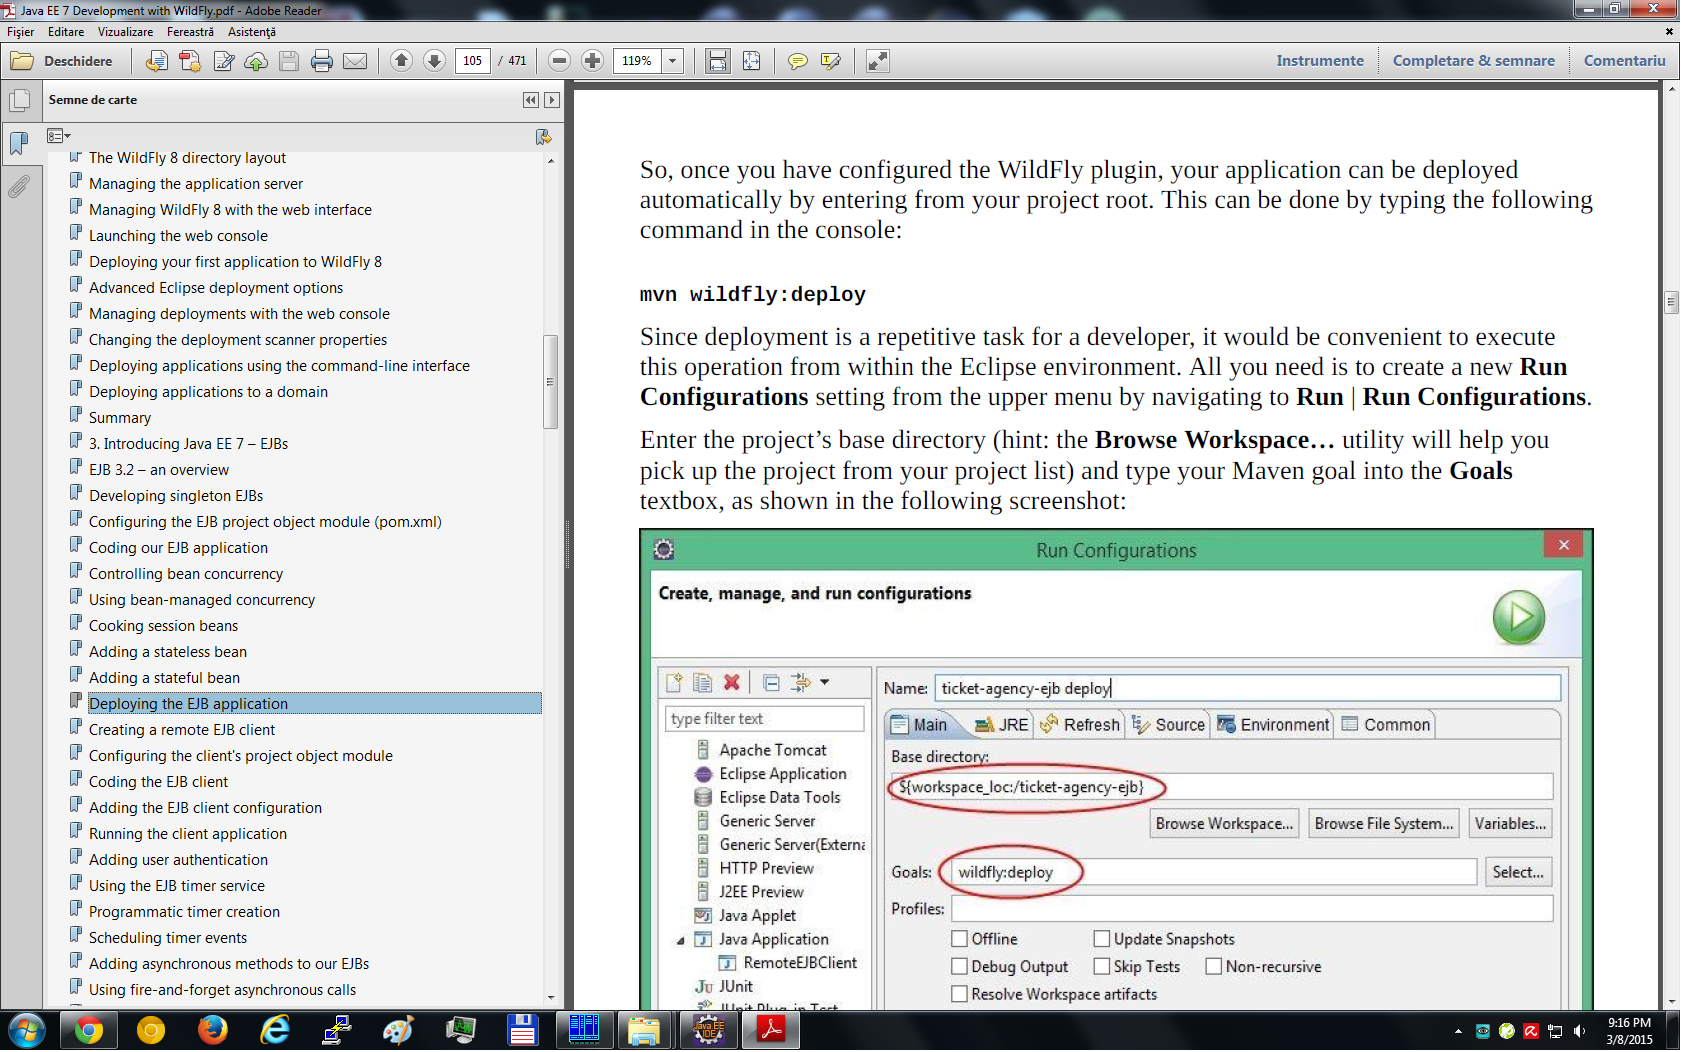 Java EE 7 Development with WildFly.pdf - Adobe Reader
Fişier Editare Vizualizare Fereastră Asistenţă
Deschidere 105 / 471 119% Instrumente Completare & semnare Comentariu
Semne de carte
The WildFly 8 directory layout
Managing the application server
Managing WildFly 8 with the web interface
Launching the web console
Deploying your first application to WildFly 8
Advanced Eclipse deployment options
Managing deployments with the web console
Changing the deployment scanner properties
Deploying applications using the command-line interface
Deploying applications to a domain
Summary
3. Introducing Java EE 7 – EJBs
EJB 3.2 – an overview
Developing singleton EJBs
Configuring the EJB project object module (pom.xml)
Coding our EJB application
Controlling bean concurrency
Using bean-managed concurrency
Cooking session beans
Adding a stateless bean
Adding a stateful bean
Deploying the EJB application
Creating a remote EJB client
Configuring the client's project object module
Coding the EJB client
Adding the EJB client configuration
Running the client application
Adding user authentication
Using the EJB timer service
Programmatic timer creation
Scheduling timer events
Adding asynchronous methods to our EJBs
Using fire-and-forget asynchronous calls
So, once you have configured the WildFly plugin, your application can be deployed
automatically by entering from your project root. This can be done by typing the following
command in the console:
mvn wildfly:deploy
Since deployment is a repetitive task for a developer, it would be convenient to execute
this operation from within the Eclipse environment. All you need is to create a new Run
Configurations setting from the upper menu by navigating to Run | Run Configurations.
Enter the project’s base directory (hint: the Browse Workspace… utility will help you
pick up the project from your project list) and type your Maven goal into the Goals
textbox, as shown in the following screenshot:
Run Configurations
Create, manage, and run configurations
type filter text
Apache Tomcat
Eclipse Application
Eclipse Data Tools
Generic Server
Generic Server(Externa
HTTP Preview
J2EE Preview
Java Applet
Java Application
RemoteEJBClient
JUnit
JUnit Plug-in Test
Name: ticket-agency-ejb deploy
Main JRE Refresh Source Environment Common
Base directory:
${workspace_loc:/ticket-agency-ejb}
Browse Workspace... Browse File System... Variables...
Goals: wildfly:deploy Select...
Profiles:
Offline Update Snapshots
Debug Output Skip Tests Non-recursive
Resolve Workspace artifacts
Java EE
IDE
9:16 PM
3/8/2015